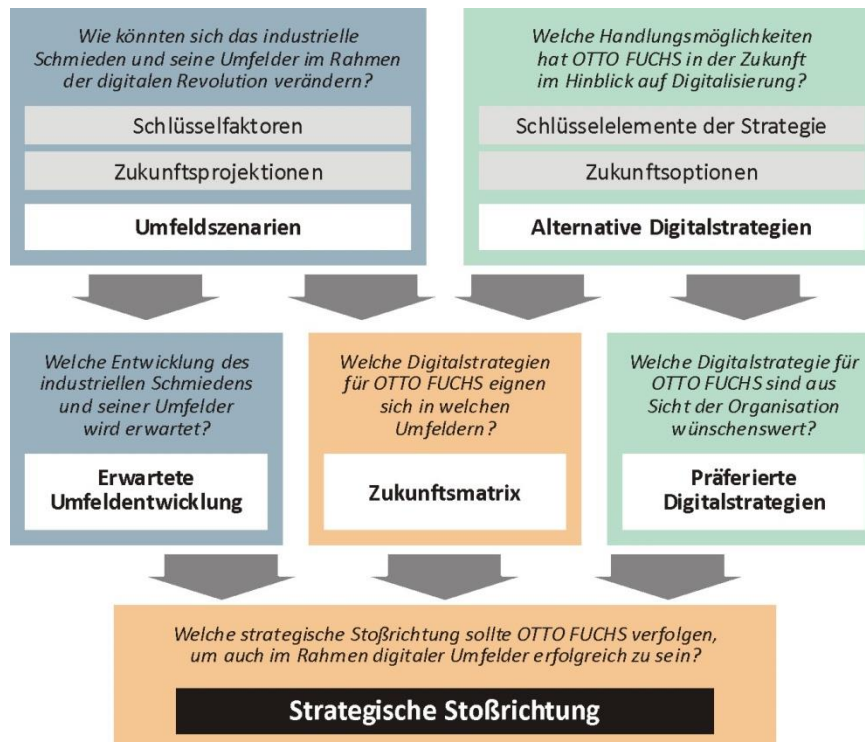 Wie könnten sich das industrielle
Schmieden und seine Umfelder im Rahmen
der digitalen Revolution verändern?
Schlüsselfaktoren
Zukunftsprojektionen
Umfeldszenarien
Welche Handlungsmöglichkeiten
hat OTTO FUCHS in der Zukunft
im Hinblick auf Digitalisierung?
Schlüsselelemente der Strategie
Zukunftsoptionen
Alternative Digitalstrategien
Welche Entwicklung des
industriellen Schmiedens
und seiner Umfelder
wird erwartet?
Erwartete
Umfeldentwicklung
Welche Digitalstrategien
für OTTO FUCHS eignen
sich in welchen
Umfeldern?
Zukunftsmatrix
Welche Digitalstrategie für
OTTO FUCHS sind aus
Sicht der Organisation
wünschenswert?
Präferierte
Digitalstrategien
Welche strategische Stoßrichtung sollte OTTO FUCHS verfolgen,
um auch im Rahmen digitaler Umfelder erfolgreich zu sein?
Strategische Stoßrichtung